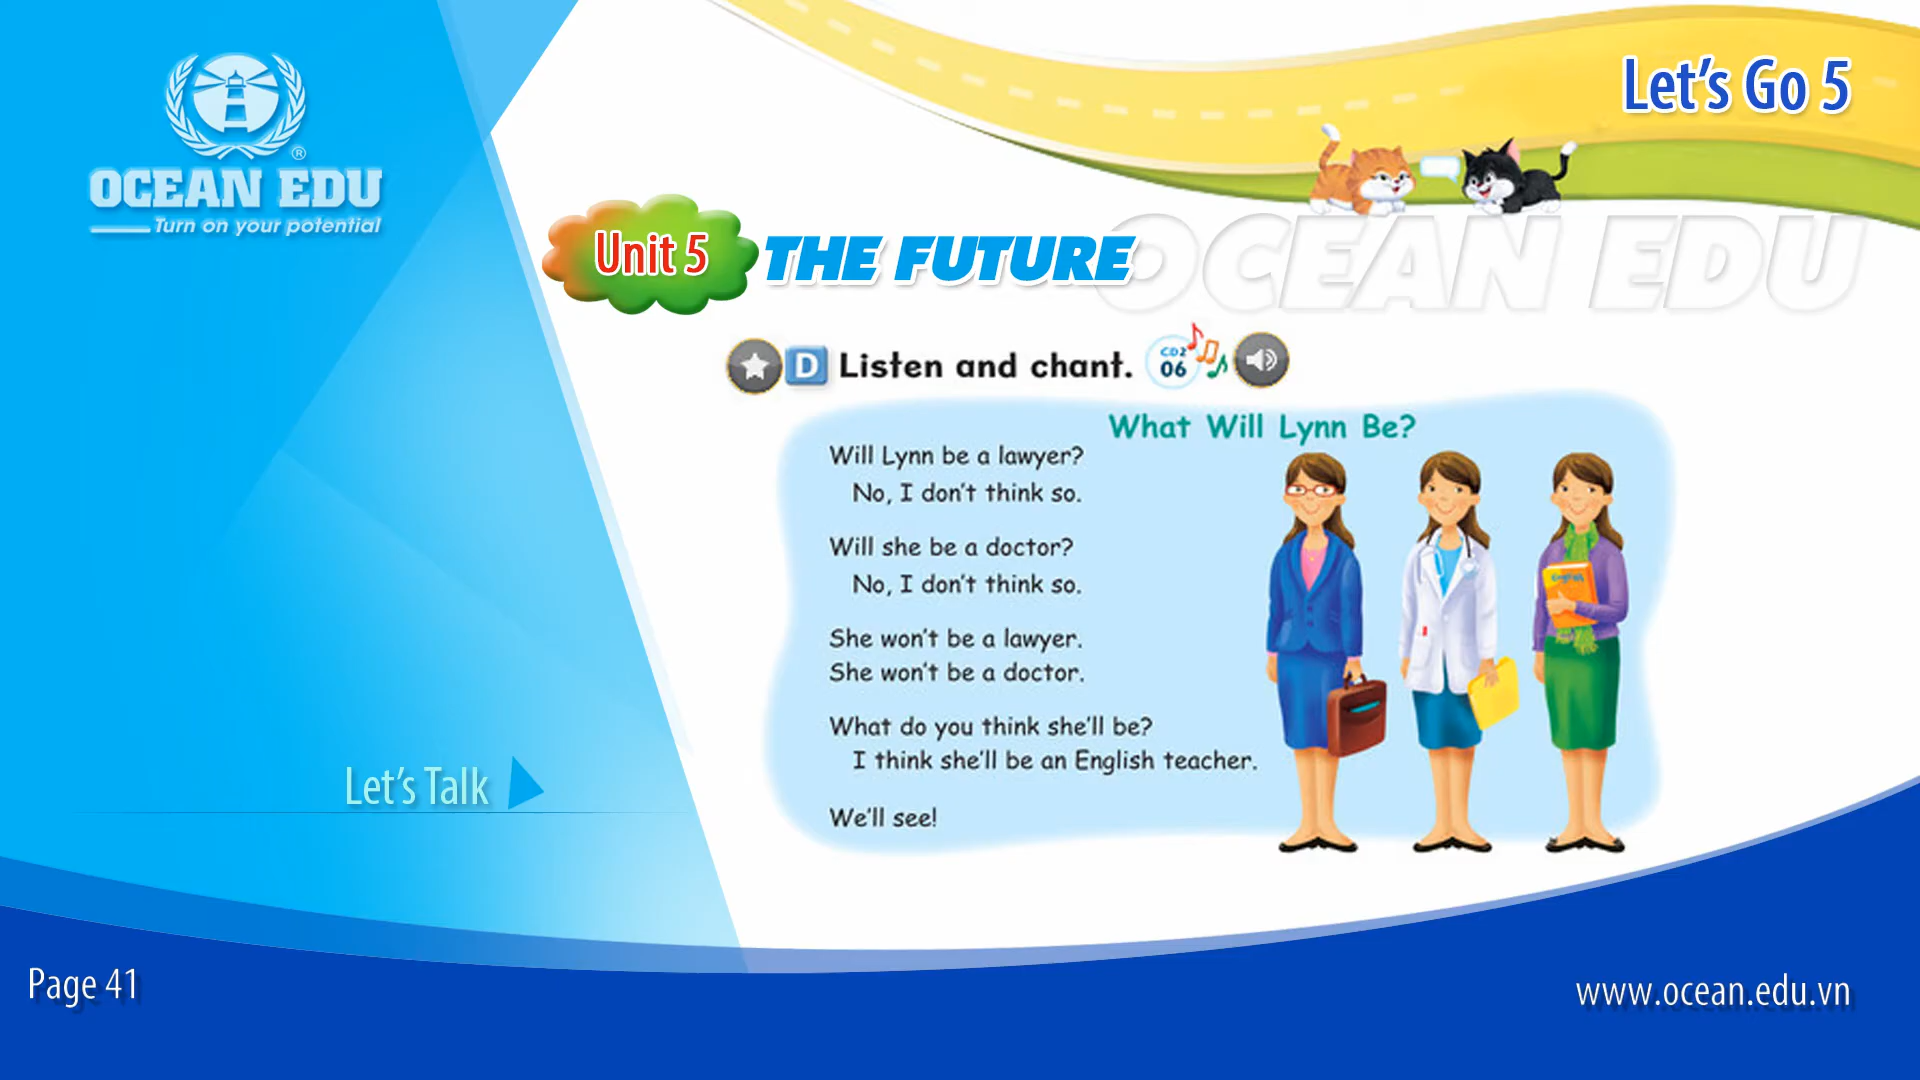 OCEAN EDU
®
Turn on your potential
Let's Go 5
Unit 5
THE FUTURE
OCEAN EDU
D Listen and chant.
CD2
06
What Will Lynn Be?
Will Lynn be a lawyer?
No, I don't think so.
Will she be a doctor?
No, I don't think so.
She won't be a lawyer.
She won't be a doctor.
What do you think she'll be?
I think she'll be an English teacher.
We'll see!
English
Let's Talk
Page 41
www.ocean.edu.vn